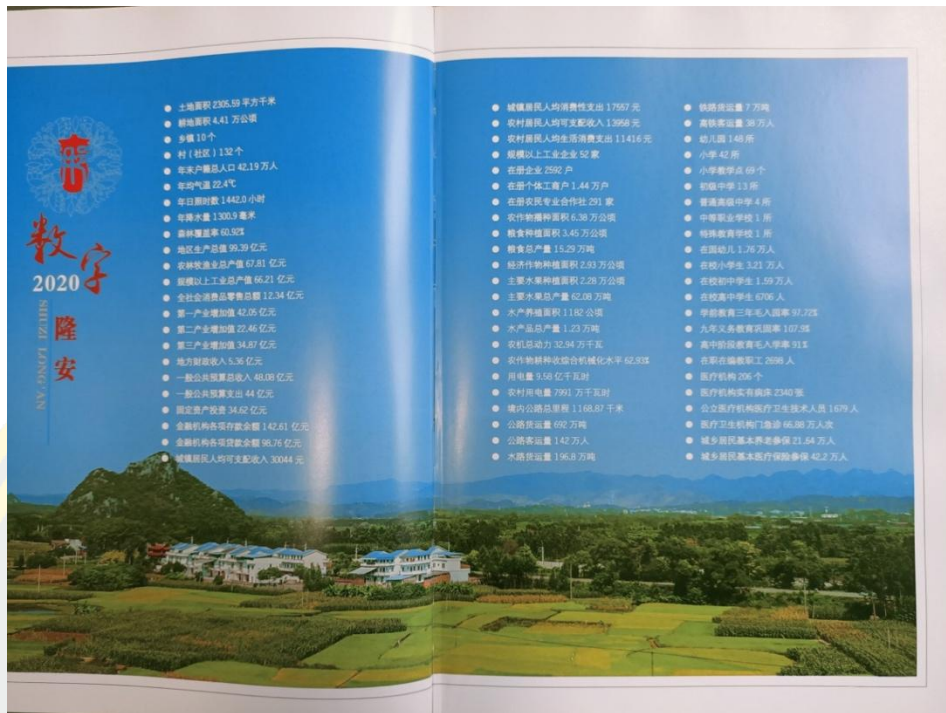 数字
2020
隆安
SHUZI LONG'AN
土地面积 2305.59 平方千米
耕地面积 4.41 万公顷
乡镇 10 个
村（社区）132 个
年末户籍总人口 42.19 万人
年均气温 22.4℃
年日照时数 1442.0 小时
年降水量 1300.9 毫米
森林覆盖率 60.92%
地区生产总值 99.39 亿元
农林牧渔业总产值 67.81 亿元
规模以上工业总产值 66.21 亿元
全社会消费品零售总额 12.34 亿元
第一产业增加值 42.05 亿元
第二产业增加值 22.46 亿元
第三产业增加值 34.87 亿元
地方财政收入 5.36 亿元
一般公共预算总收入 48.08 亿元
一般公共预算支出 44 亿元
固定资产投资 34.62 亿元
金融机构各项存款余额 142.61 亿元
金融机构各项贷款余额 98.76 亿元
城镇居民人均可支配收入 30044 元
城镇居民人均消费性支出 17557 元
农村居民人均可支配收入 13958 元
农村居民人均生活消费支出 11416 元
规模以上工业企业 52 家
在册企业 2592 户
在册个体工商户 1.44 万户
在册农民专业合作社 291 家
农作物播种面积 6.38 万公顷
粮食种植面积 3.45 万公顷
粮食总产量 15.29 万吨
经济作物种植面积 2.93 万公顷
主要水果种植面积 2.28 万公顷
主要水果总产量 62.08 万吨
水产养殖面积 1182 公顷
水产品总产量 1.23 万吨
农机总动力 32.94 万千瓦
农作物耕种收综合机械化水平 62.93%
用电量 9.58 亿千瓦时
农村用电量 7991 万千瓦时
境内公路总里程 1168.87 千米
公路货运量 692 万吨
公路客运量 142 万人
水路货运量 196.8 万吨
铁路货运量 7 万吨
高铁客运量 38 万人
幼儿园 148 所
小学 42 所
小学教学点 69 个
初级中学 13 所
普通高级中学 4 所
中等职业学校 1 所
特殊教育学校 1 所
在园幼儿 1.76 万人
在校小学生 3.21 万人
在校初中学生 1.59 万人
在校高中学生 6706 人
学前教育三年毛入园率 97.72%
九年义务教育巩固率 107.9%
高中阶段教育毛入学率 91%
在职在编教职工 2698 人
医疗机构 206 个
医疗机构实有病床 2340 张
公立医疗机构医疗卫生技术人员 1679 人
医疗卫生机构门急诊 66.88 万人次
城乡居民基本养老参保 21.64 万人
城乡居民基本医疗保险参保 42.2 万人